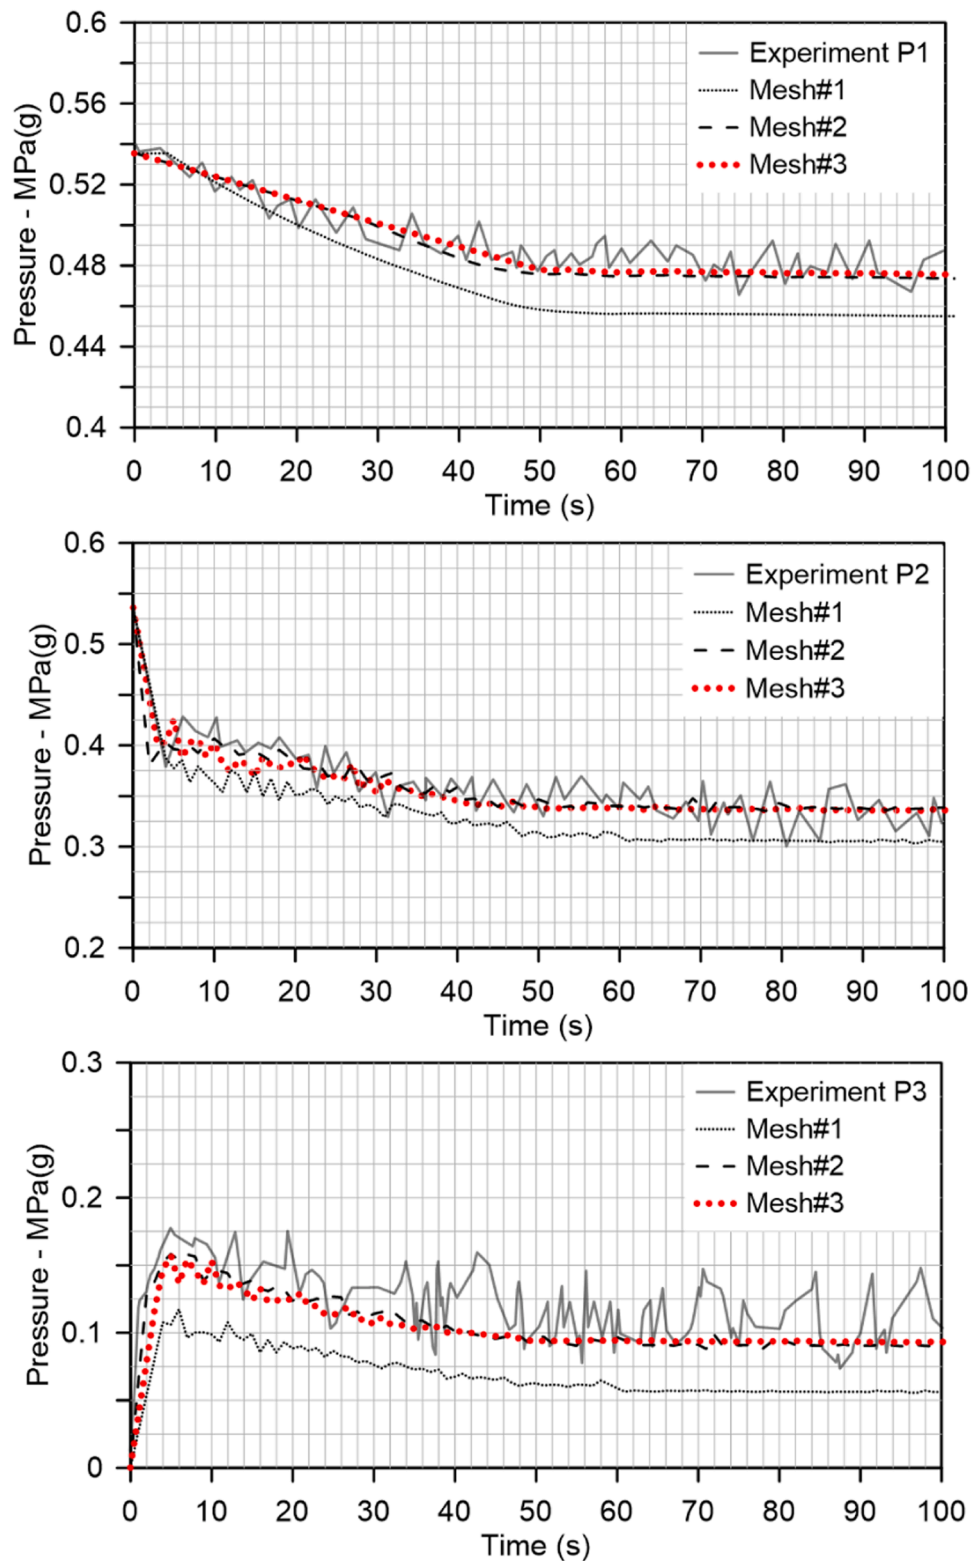 0.6
0.56
0.52
0.48
0.44
0.4
Pressure - MPa(g)
Experiment P1
Mesh#1
Mesh#2
Mesh#3
0 10 20 30 40 50 60 70 80 90 100
Time (s)
0.6
0.5
0.4
0.3
0.2
Pressure - MPa(g)
Experiment P2
Mesh#1
Mesh#2
Mesh#3
0 10 20 30 40 50 60 70 80 90 100
Time (s)
0.3
0.2
0.1
0
Pressure - MPa(g)
Experiment P3
Mesh#1
Mesh#2
Mesh#3
0 10 20 30 40 50 60 70 80 90 100
Time (s)